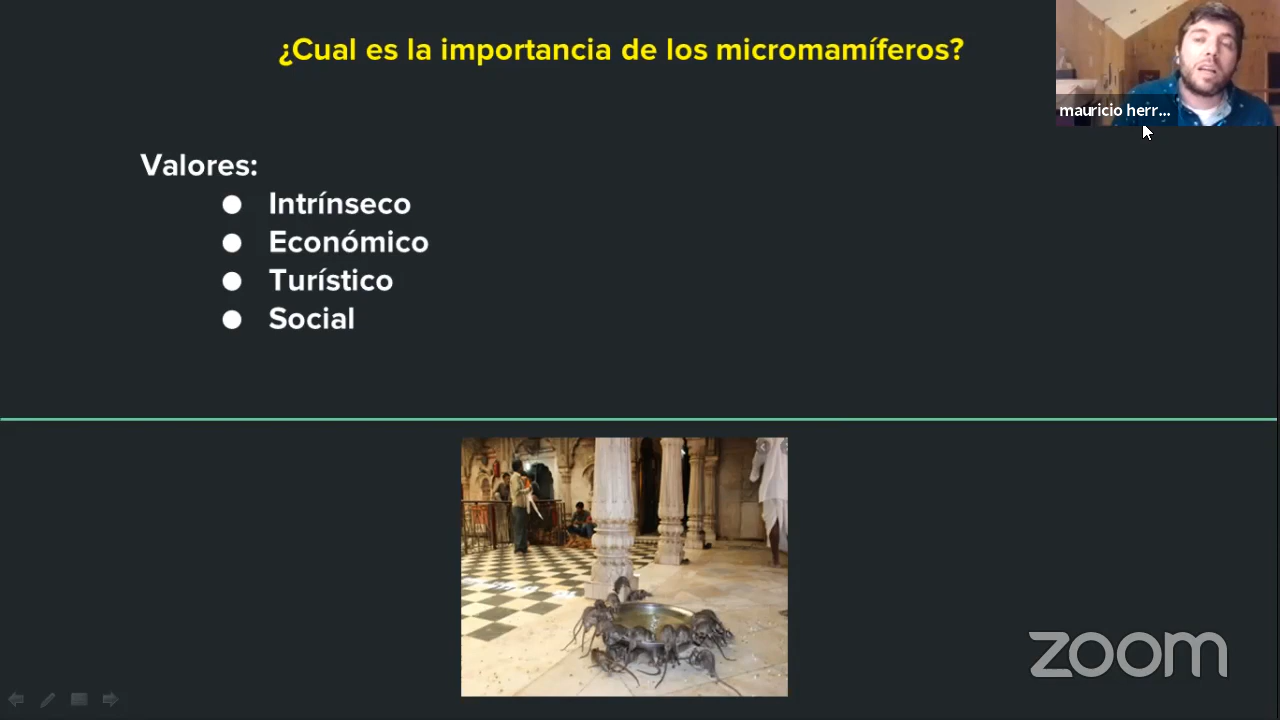 ¿Cual es la importancia de los micromamíferos?
mauricio herr...
Valores:
● Intrínseco
● Económico
● Turístico
● Social
zoom